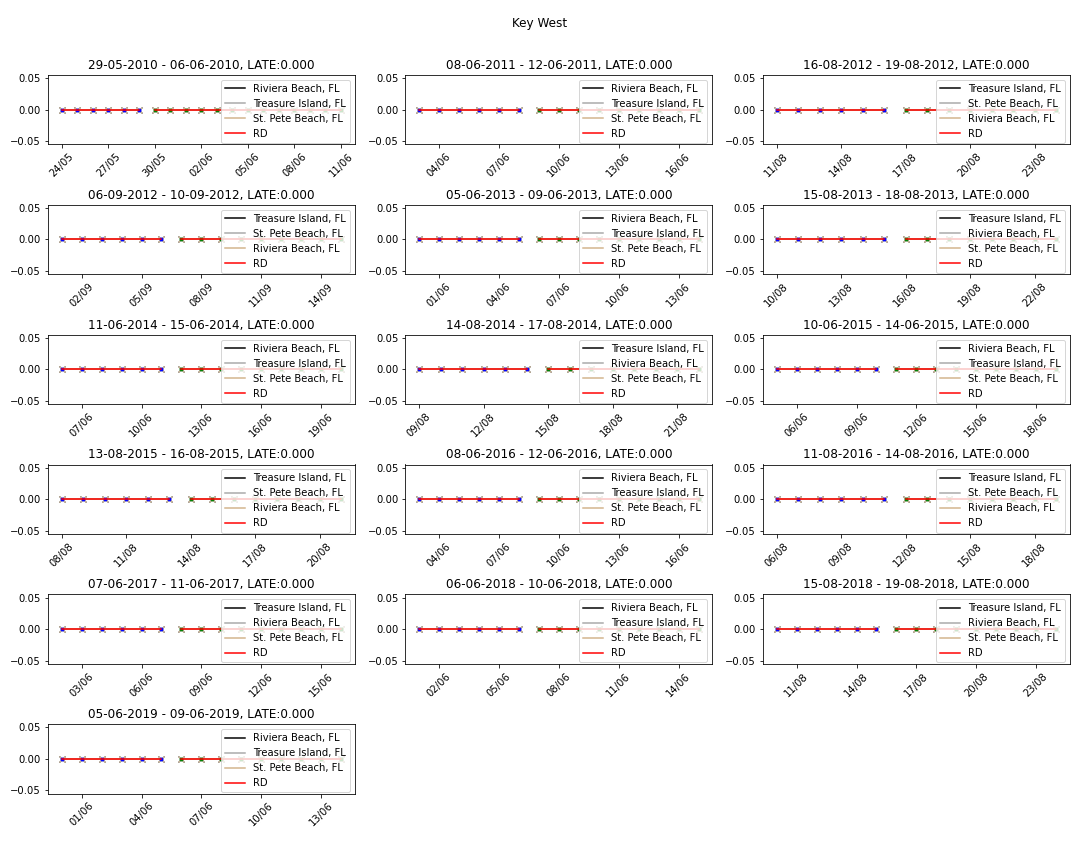 Key West
29-05-2010 - 06-06-2010, LATE:0.000
0.05
0.00
−0.05
Riviera Beach, FL
Treasure Island, FL
St. Pete Beach, FL
RD
24/05 27/05 30/05 02/06 05/06 08/06 11/06
08-06-2011 - 12-06-2011, LATE:0.000
Riviera Beach, FL
Treasure Island, FL
St. Pete Beach, FL
RD
04/06 07/06 10/06 13/06 16/06
16-08-2012 - 19-08-2012, LATE:0.000
Treasure Island, FL
St. Pete Beach, FL
Riviera Beach, FL
RD
11/08 14/08 17/08 20/08 23/08
06-09-2012 - 10-09-2012, LATE:0.000
0.05
0.00
−0.05
Treasure Island, FL
St. Pete Beach, FL
Riviera Beach, FL
RD
02/09 05/09 08/09 11/09 14/09
05-06-2013 - 09-06-2013, LATE:0.000
Riviera Beach, FL
Treasure Island, FL
St. Pete Beach, FL
RD
01/06 04/06 07/06 10/06 13/06
15-08-2013 - 18-08-2013, LATE:0.000
0.05
0.00
−0.05
Treasure Island, FL
Riviera Beach, FL
St. Pete Beach, FL
RD
10/08 13/08 16/08 19/08 22/08
11-06-2014 - 15-06-2014, LATE:0.000
0.05
0.00
−0.05
Riviera Beach, FL
Treasure Island, FL
St. Pete Beach, FL
RD
07/06 10/06 13/06 16/06 19/06
14-08-2014 - 17-08-2014, LATE:0.000
0.05
0.00
−0.05
Treasure Island, FL
Riviera Beach, FL
St. Pete Beach, FL
RD
09/08 12/08 15/08 18/08 21/08
10-06-2015 - 14-06-2015, LATE:0.000
0.05
0.00
−0.05
Riviera Beach, FL
Treasure Island, FL
St. Pete Beach, FL
RD
06/06 09/06 12/06 15/06 18/06
13-08-2015 - 16-08-2015, LATE:0.000
0.05
0.00
−0.05
Treasure Island, FL
St. Pete Beach, FL
Riviera Beach, FL
RD
08/08 11/08 14/08 17/08 20/08
08-06-2016 - 12-06-2016, LATE:0.000
0.05
0.00
−0.05
Riviera Beach, FL
Treasure Island, FL
St. Pete Beach, FL
RD
04/06 07/06 10/06 13/06 16/06
11-08-2016 - 14-08-2016, LATE:0.000
0.05
0.00
−0.05
Treasure Island, FL
St. Pete Beach, FL
Riviera Beach, FL
RD
06/08 09/08 12/08 15/08 18/08
07-06-2017 - 11-06-2017, LATE:0.000
0.05
0.00
−0.05
Treasure Island, FL
Riviera Beach, FL
St. Pete Beach, FL
RD
03/06 06/06 09/06 12/06 15/06
06-06-2018 - 10-06-2018, LATE:0.000
0.05
0.00
−0.05
Riviera Beach, FL
Treasure Island, FL
St. Pete Beach, FL
RD
02/06 05/06 08/06 11/06 14/06
15-08-2018 - 19-08-2018, LATE:0.000
0.05
0.00
−0.05
Treasure Island, FL
Riviera Beach, FL
St. Pete Beach, FL
RD
11/08 14/08 17/08 20/08 23/08
05-06-2019 - 09-06-2019, LATE:0.000
0.05
0.00
−0.05
Riviera Beach, FL
Treasure Island, FL
St. Pete Beach, FL
RD
01/06 04/06 07/06 10/06 13/06